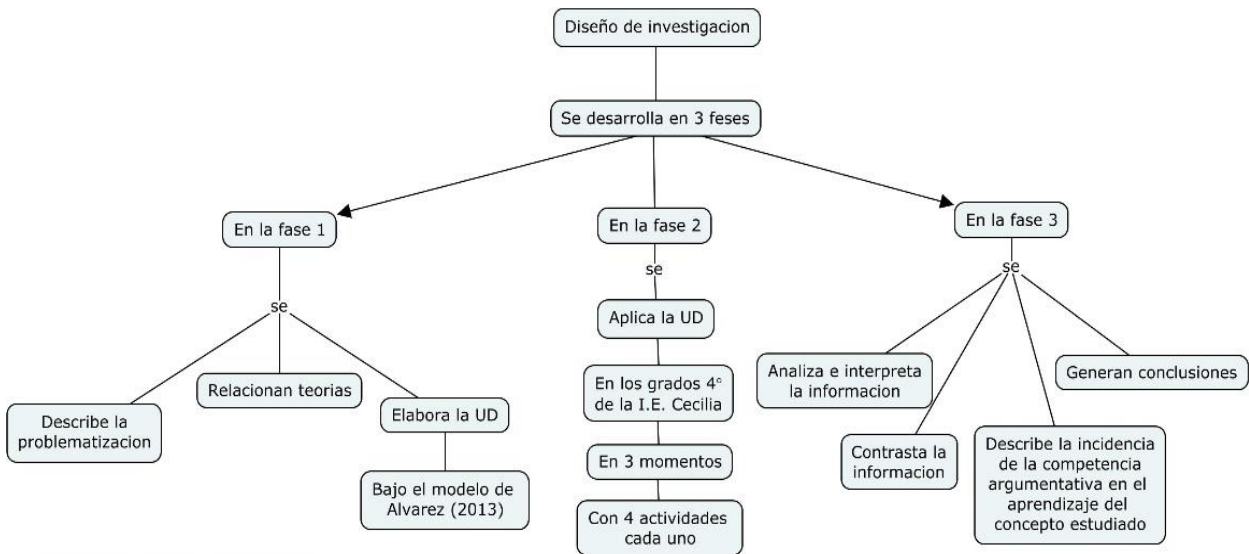 Diseño de investigacion
Se desarrolla en 3 feses
En la fase 1
se
Describe la
problematizacion
Relacionan teorias
Elabora la UD
Bajo el modelo de
Alvarez (2013)
En la fase 2
se
Aplica la UD
En los grados 4°
de la I.E. Cecilia
En 3 momentos
Con 4 actividades
cada uno
En la fase 3
se
Analiza e interpreta
la informacion
Contrasta la
informacion
Describe la incidencia
de la competencia
argumentativa en el
aprendizaje del
concepto estudiado
Generan conclusiones